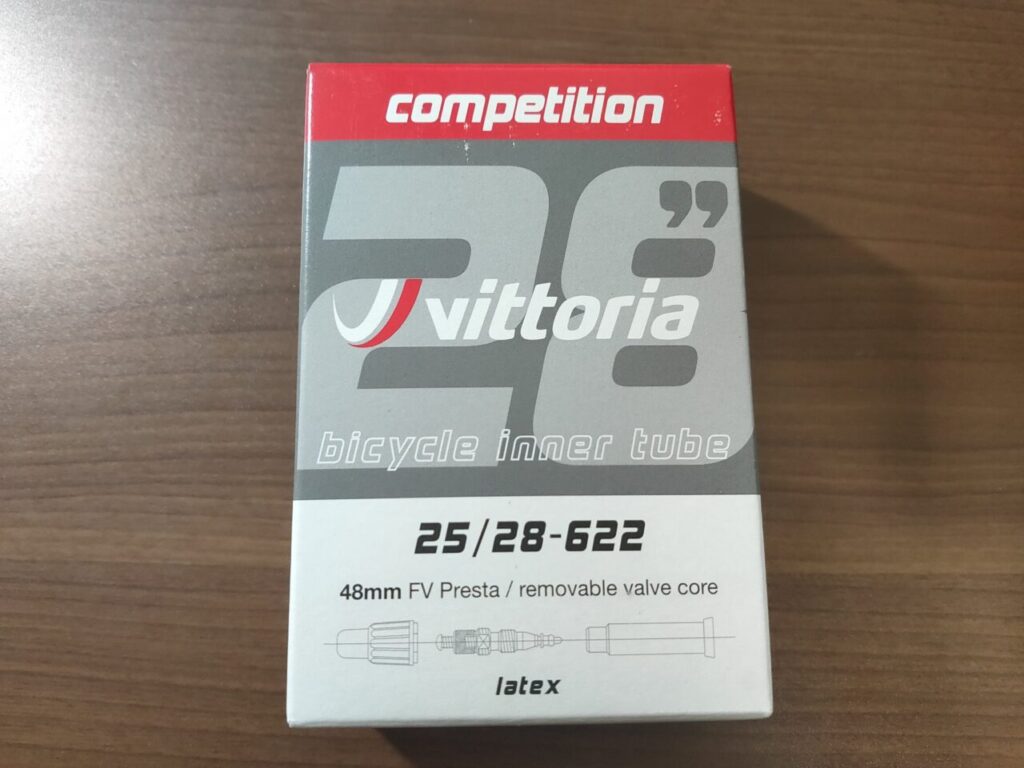 competition
28”
vittoria
bicycle inner tube
25/28-622
48mm FV Presta / removable valve core
latex